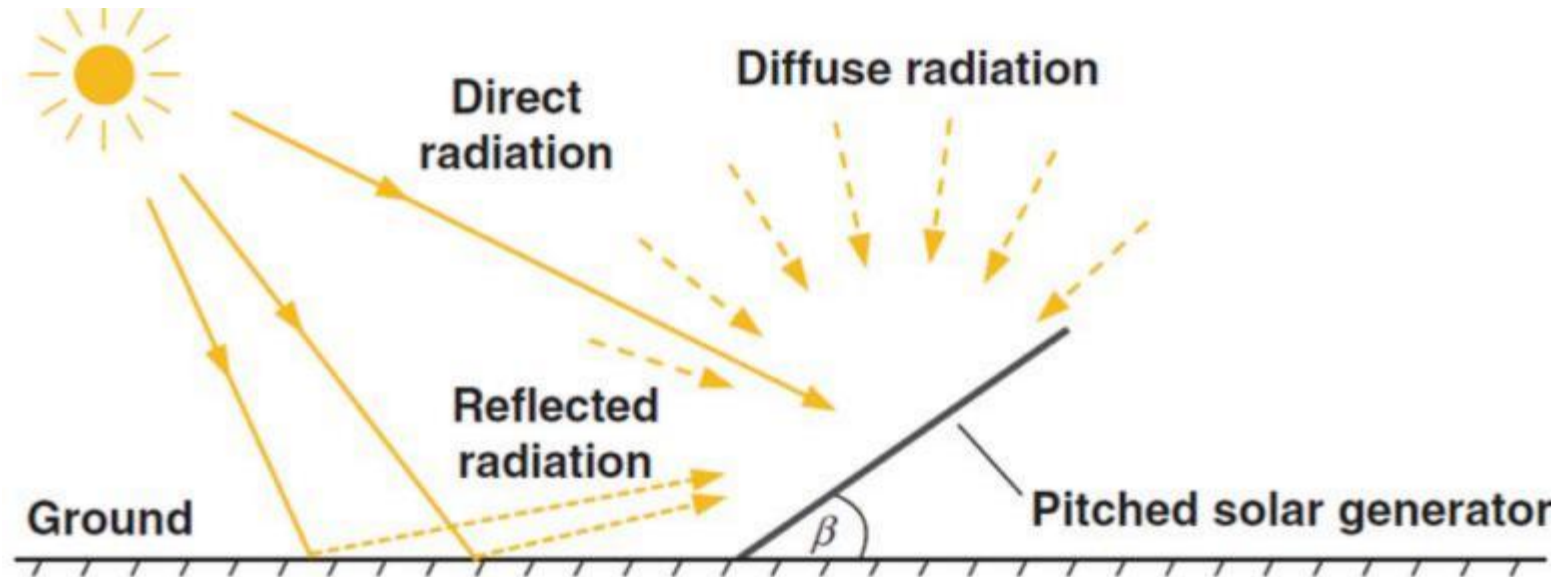 Direct
radiation
Diffuse radiation
Reflected
radiation
Ground
β
Pitched solar generator